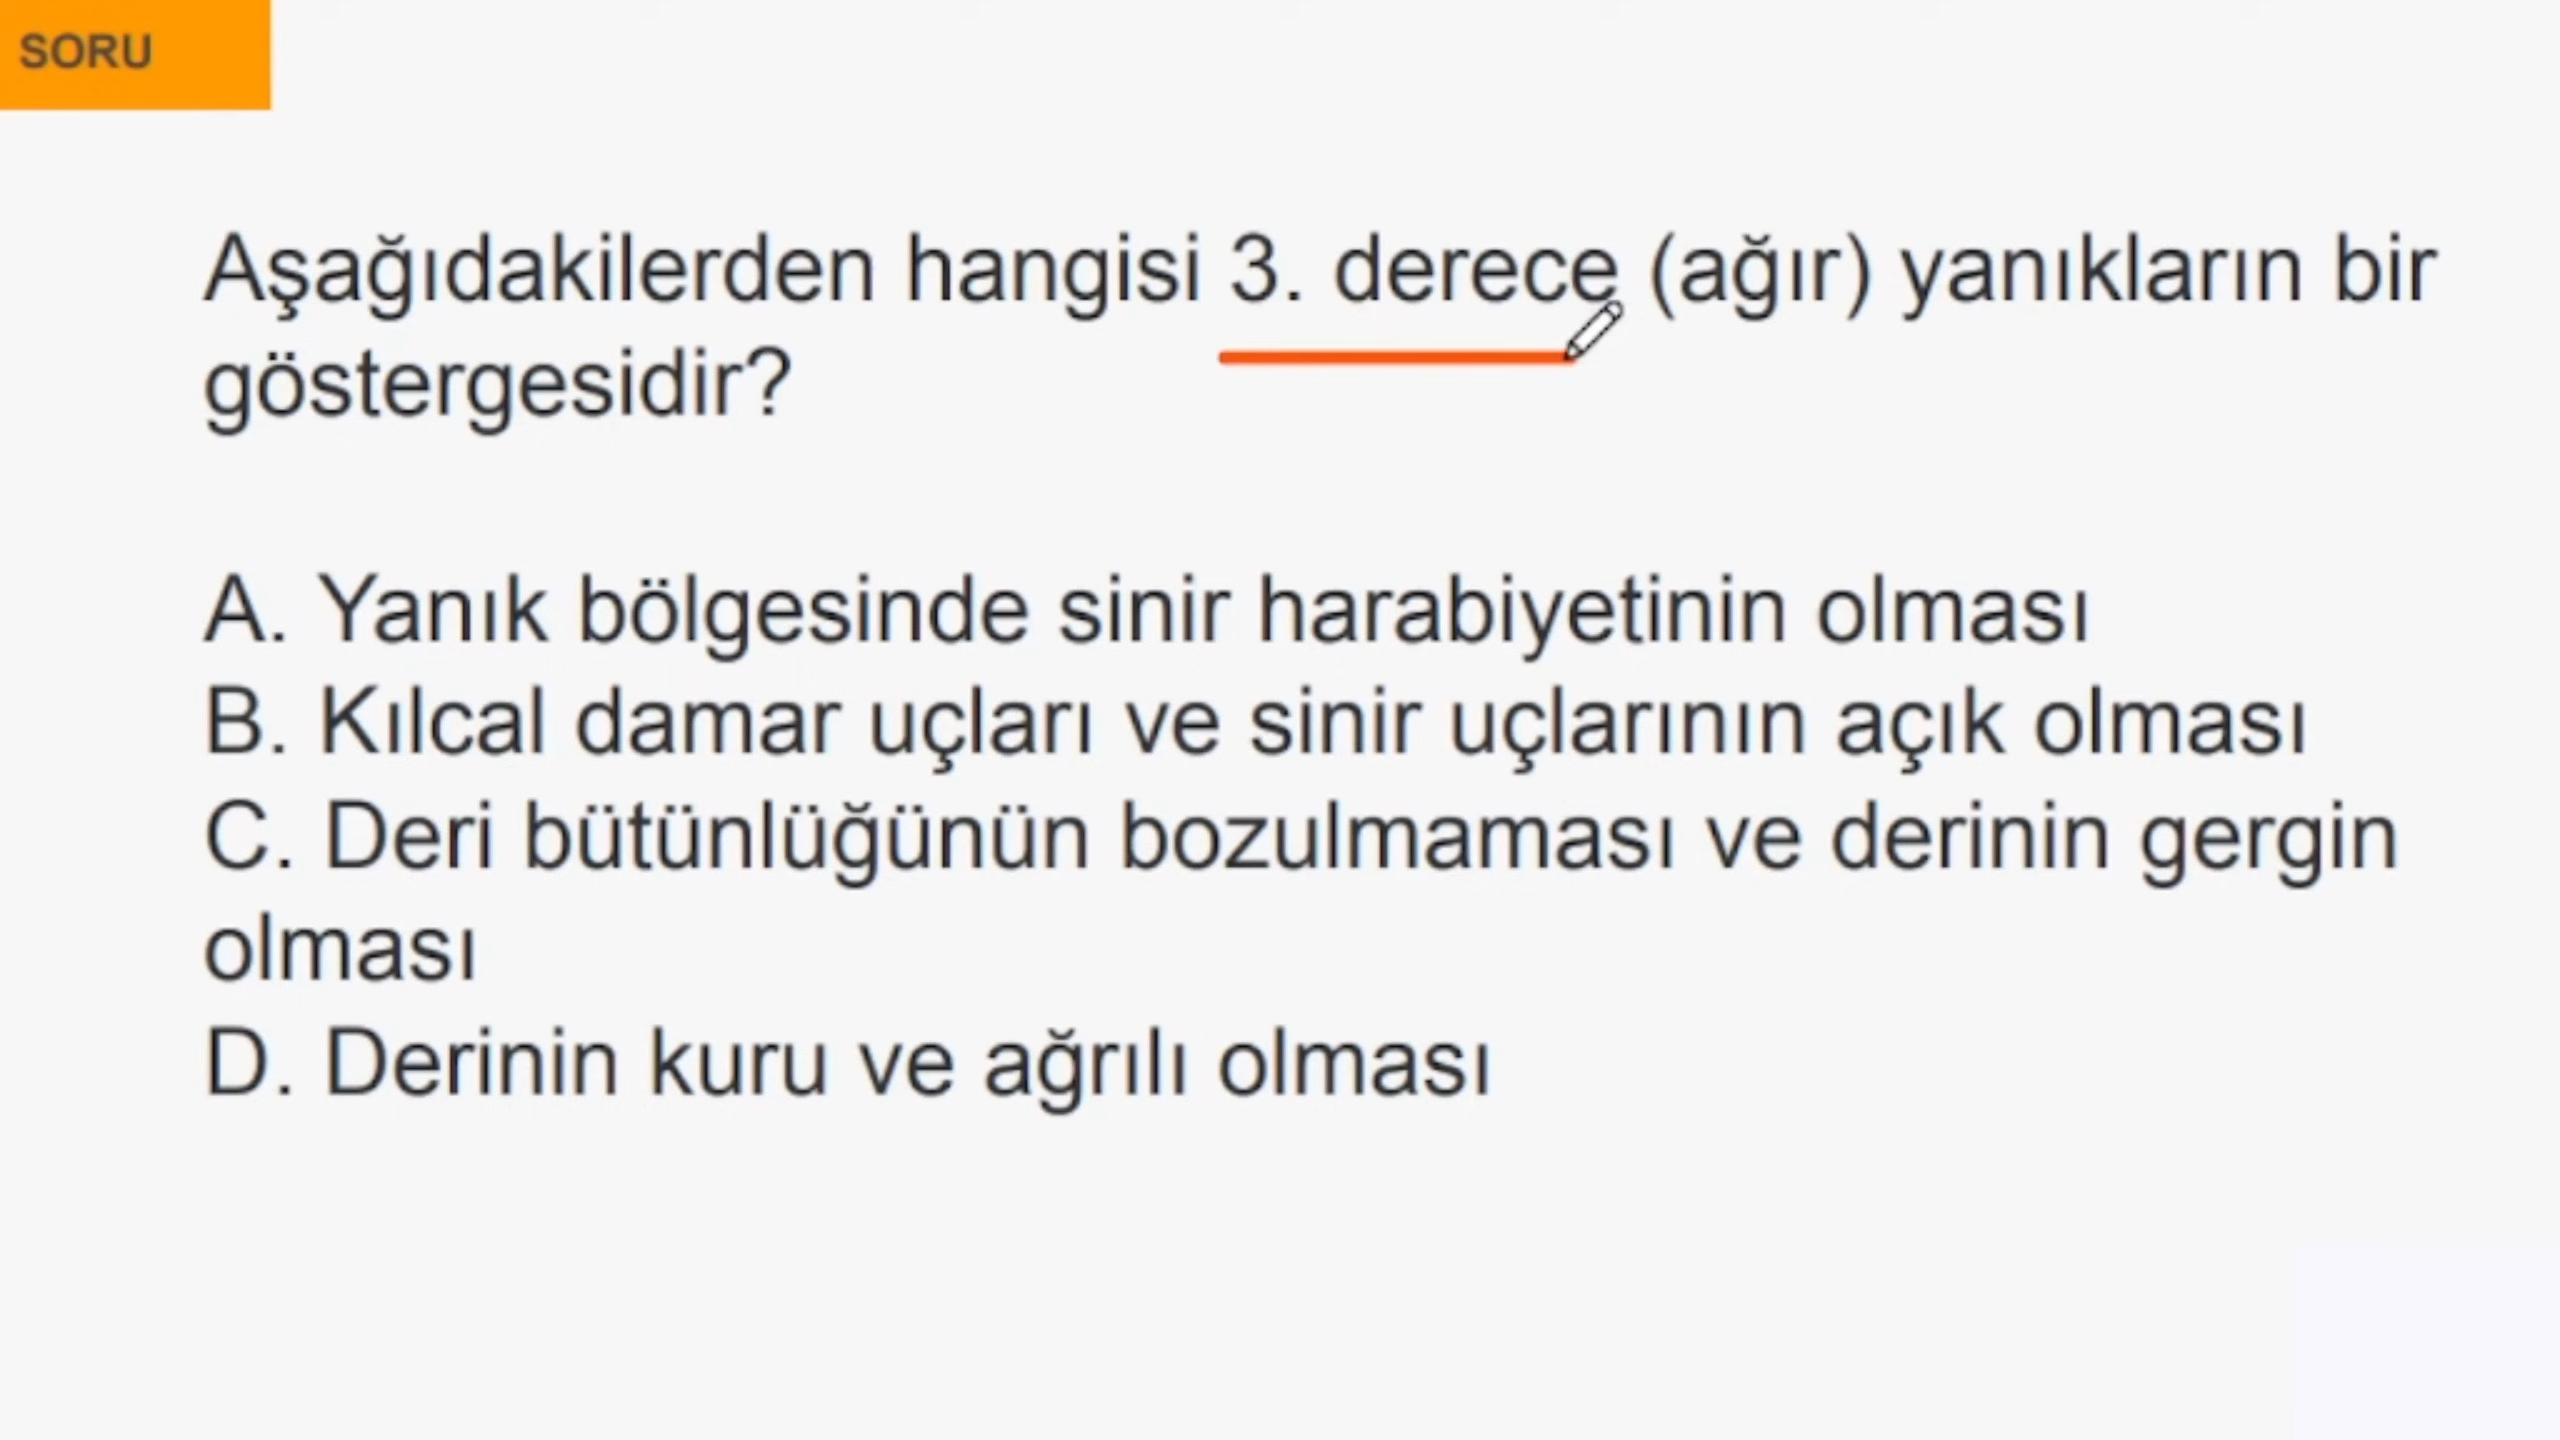 SORU
Aşağıdakilerden hangisi 3. derece (ağır) yanıkların bir
göstergesidir?
A. Yanık bölgesinde sinir harabiyetinin olması
B. Kılcal damar uçları ve sinir uçlarının açık olması
C. Deri bütünlüğünün bozulmaması ve derinin gergin
olması
D. Derinin kuru ve ağrılı olması